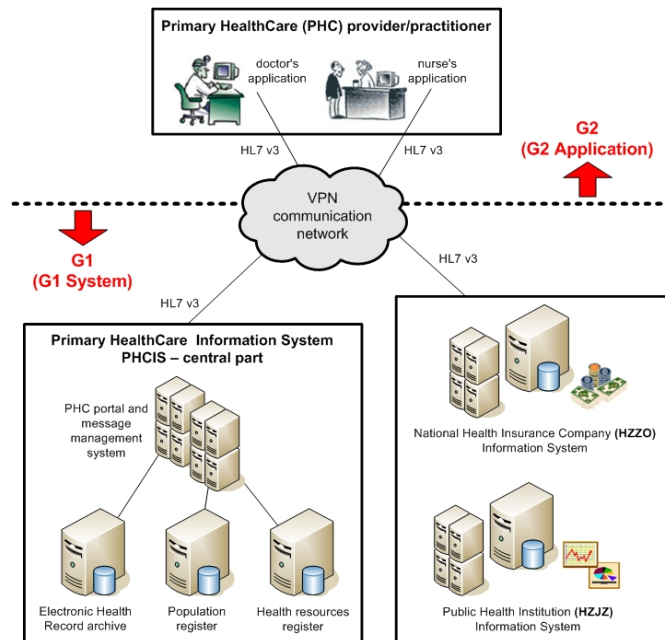 Primary HealthCare (PHC) provider/practitioner
doctor's
application
nurse's
application
HL7 v3
HL7 v3
G2
(G2 Application)
VPN
communication
network
G1
(G1 System)
HL7 v3
HL7 v3
Primary HealthCare Information System
PHCIS – central part
PHC portal and
message
management
system
Electronic Health
Record archive
Population
register
Health resources
register
National Health Insurance Company (HZZO)
Information System
Public Health Institution (HZJZ)
Information System